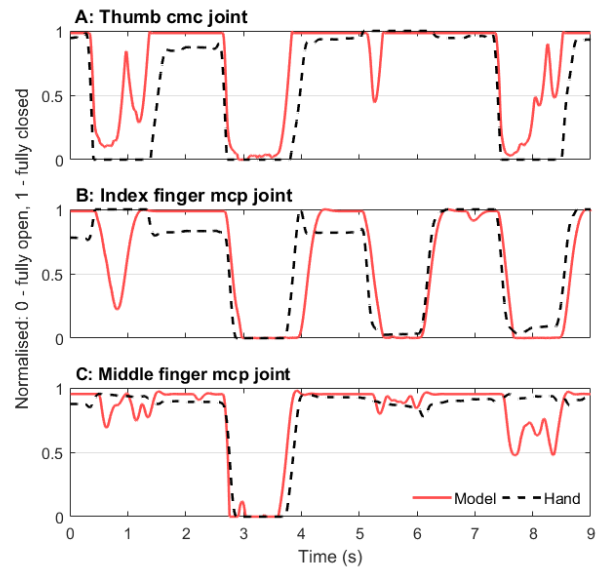 A: Thumb cmc joint
1
0.5
0
B: Index finger mcp joint
1
0.5
0
C: Middle finger mcp joint
1
0.5
0
Model Hand
0 1 2 3 4 5 6 7 8 9
Time (s)
Normalised: 0 - fully open, 1 - fully closed